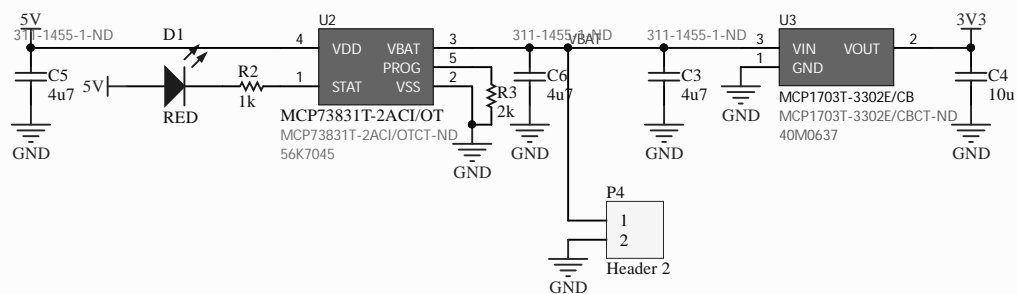 5V
311-1455-1-ND
D1
U2
311-1455-1-ND
VBAT
311-1455-1-ND
U3
3V3
4
VDD
VBAT
3
3
VIN
VOUT
2
PROG
5
1
GND
C5
4u7
5V
R2
1k
1
STAT
VSS
2
R3
2k
C6
4u7
C3
4u7
C4
10u
RED
MCP73831T-2ACI/OT
MCP73831T-2ACI/OTCT-ND
56K7045
MCP1703T-3302E/CB
MCP1703T-3302E/CBCT-ND
40M0637
GND
GND
GND
GND
GND
GND
P4
1
2
Header 2
GND